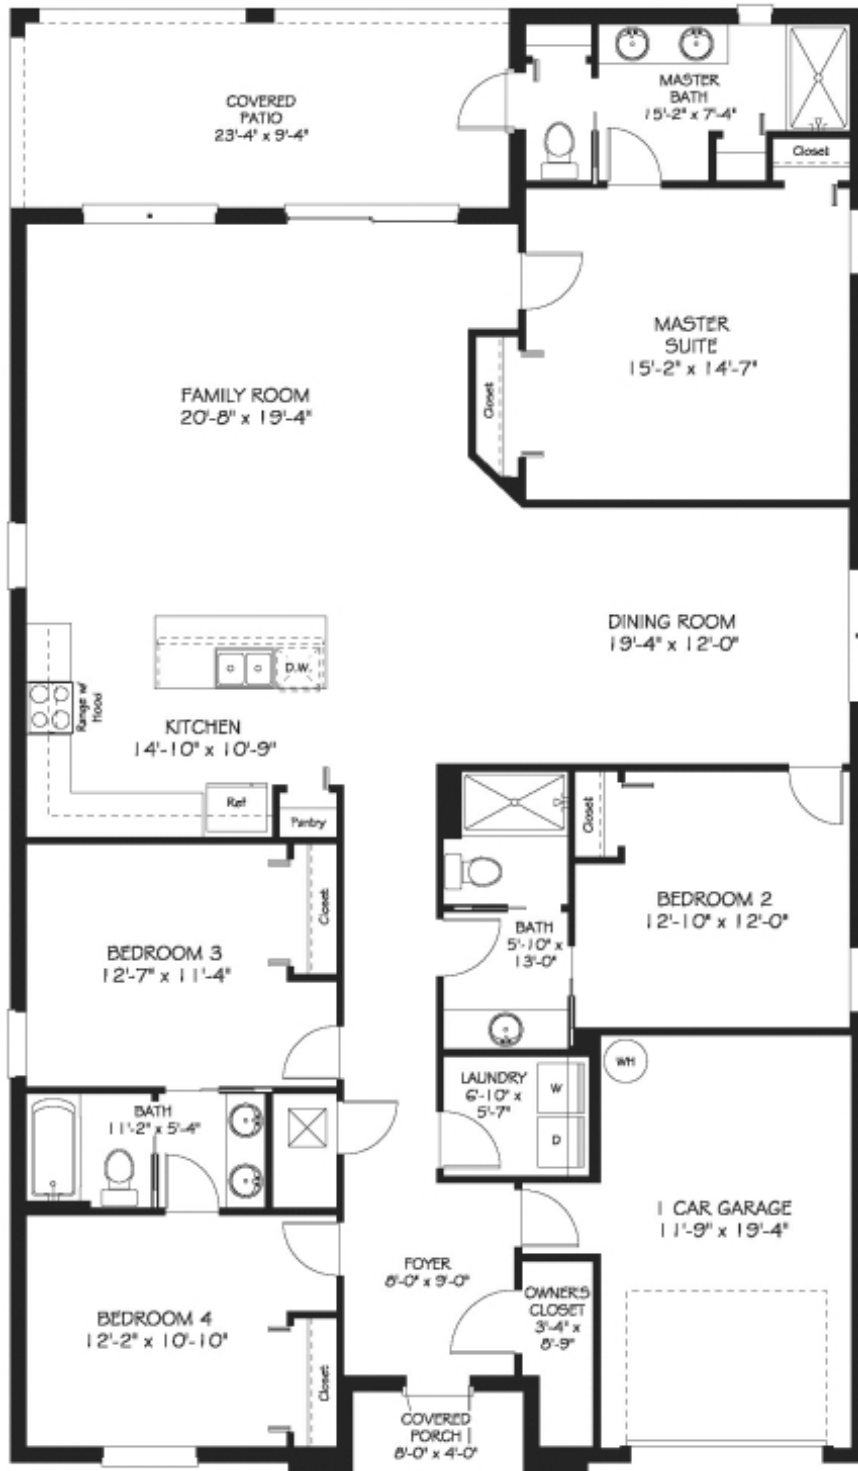 COVERED
PATIO
23'-4" x 9'-4"
MASTER
BATH
15'-2" x 7'-4"
Closet
MASTER
SUITE
15'-2" x 14'-7"
Closet
FAMILY ROOM
20'-8" x 19'-4"
DINING ROOM
19'-4" x 12'-0"
D.W.
Range w/
Hood
KITCHEN
14'-10" x 10'-9"
Ref
Pantry
Closet
BEDROOM 2
12'-10" x 12'-0"
Closet
BEDROOM 3
12'-7" x 11'-4"
BATH
5'-10" x
13'-0"
WH
LAUNDRY
6'-10" x
5'-7"
W
D
BATH
11'-2" x 5'-4"
1 CAR GARAGE
11'-9" x 19'-4"
FOYER
8'-0" x 9'-0"
OWNERS
CLOSET
3'-4" x
8'-9"
BEDROOM 4
12'-2" x 10'-10"
Closet
COVERED
PORCH
8'-0" x 4'-0"